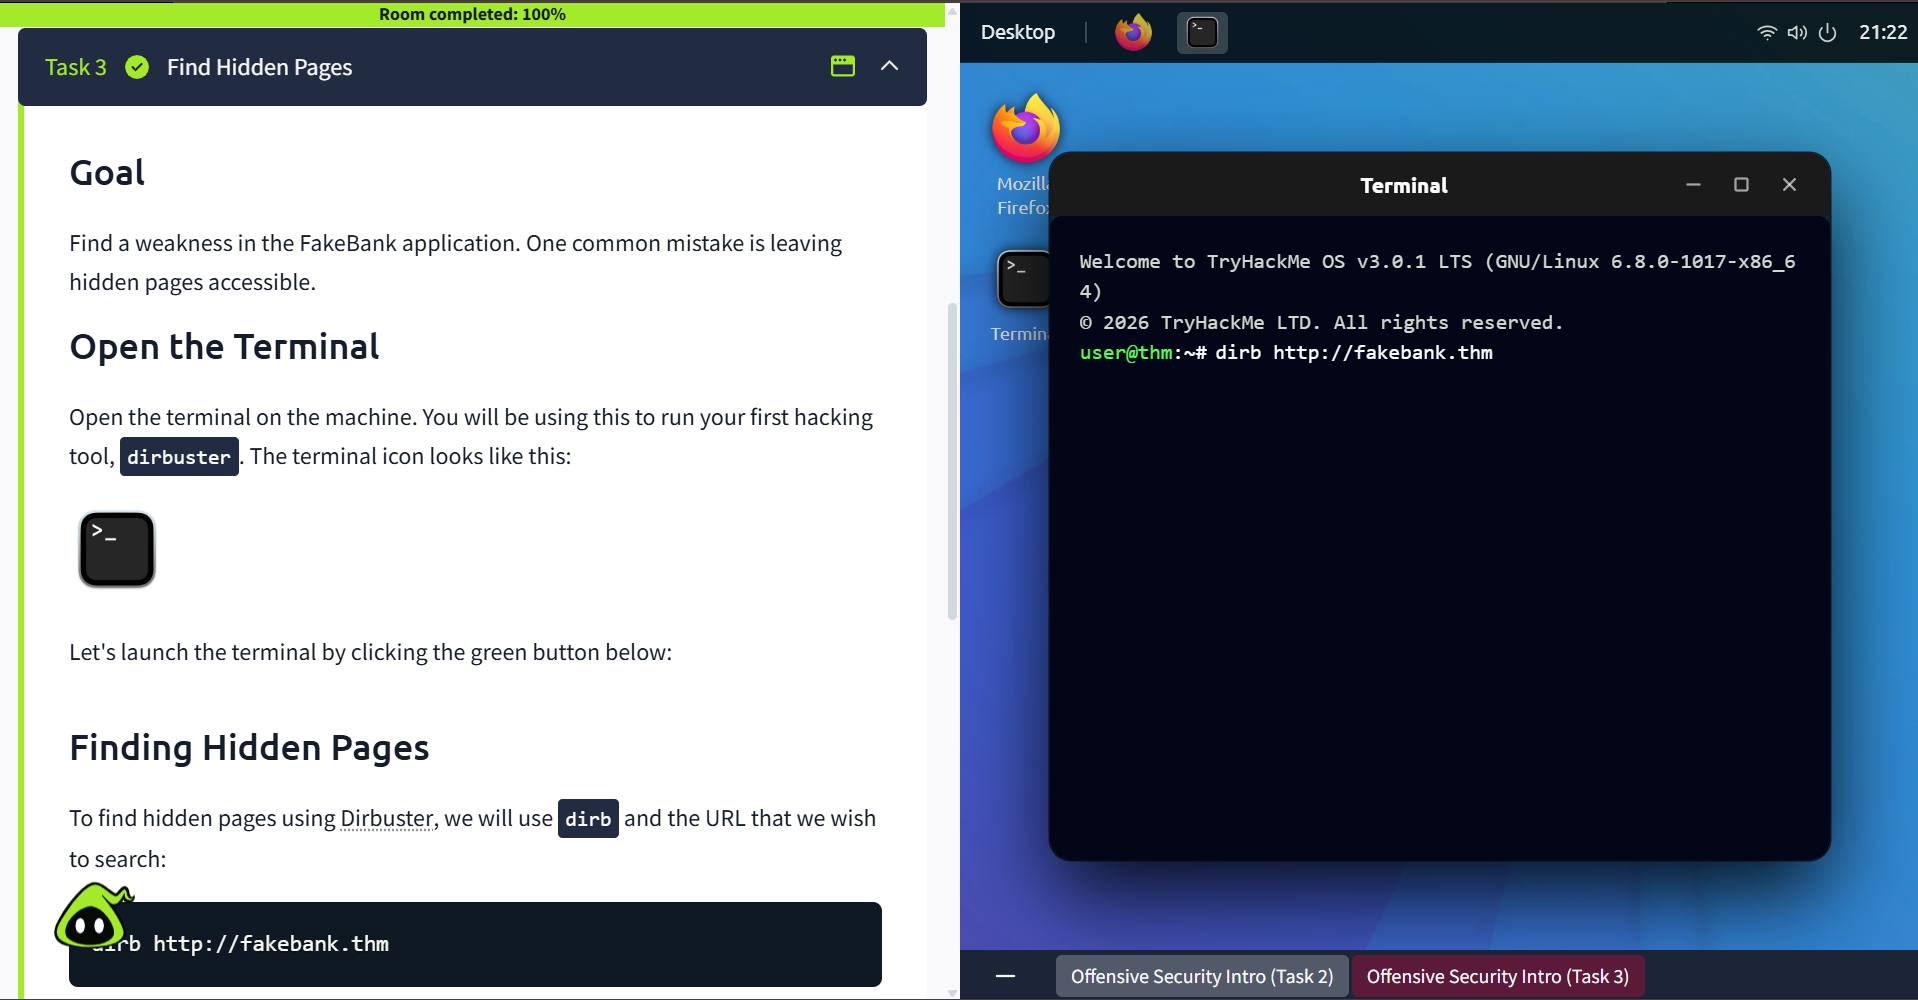 Room completed: 100%
Task 3 Find Hidden Pages
Goal
Find a weakness in the FakeBank application. One common mistake is leaving
hidden pages accessible.
Open the Terminal
Open the terminal on the machine. You will be using this to run your first hacking
tool, dirbuster. The terminal icon looks like this:
>_
Let's launch the terminal by clicking the green button below:
Finding Hidden Pages
To find hidden pages using Dirbuster, we will use dirb and the URL that we wish
to search:
dirb http://fakebank.thm
Desktop
>_
21:22
Mozilla
Firefox
>_
Termin
Terminal
Welcome to TryHackMe OS v3.0.1 LTS (GNU/Linux 6.8.0-1017-x86_6
4)
© 2026 TryHackMe LTD. All rights reserved.
user@thm:~# dirb http://fakebank.thm
Offensive Security Intro (Task 2)
Offensive Security Intro (Task 3)